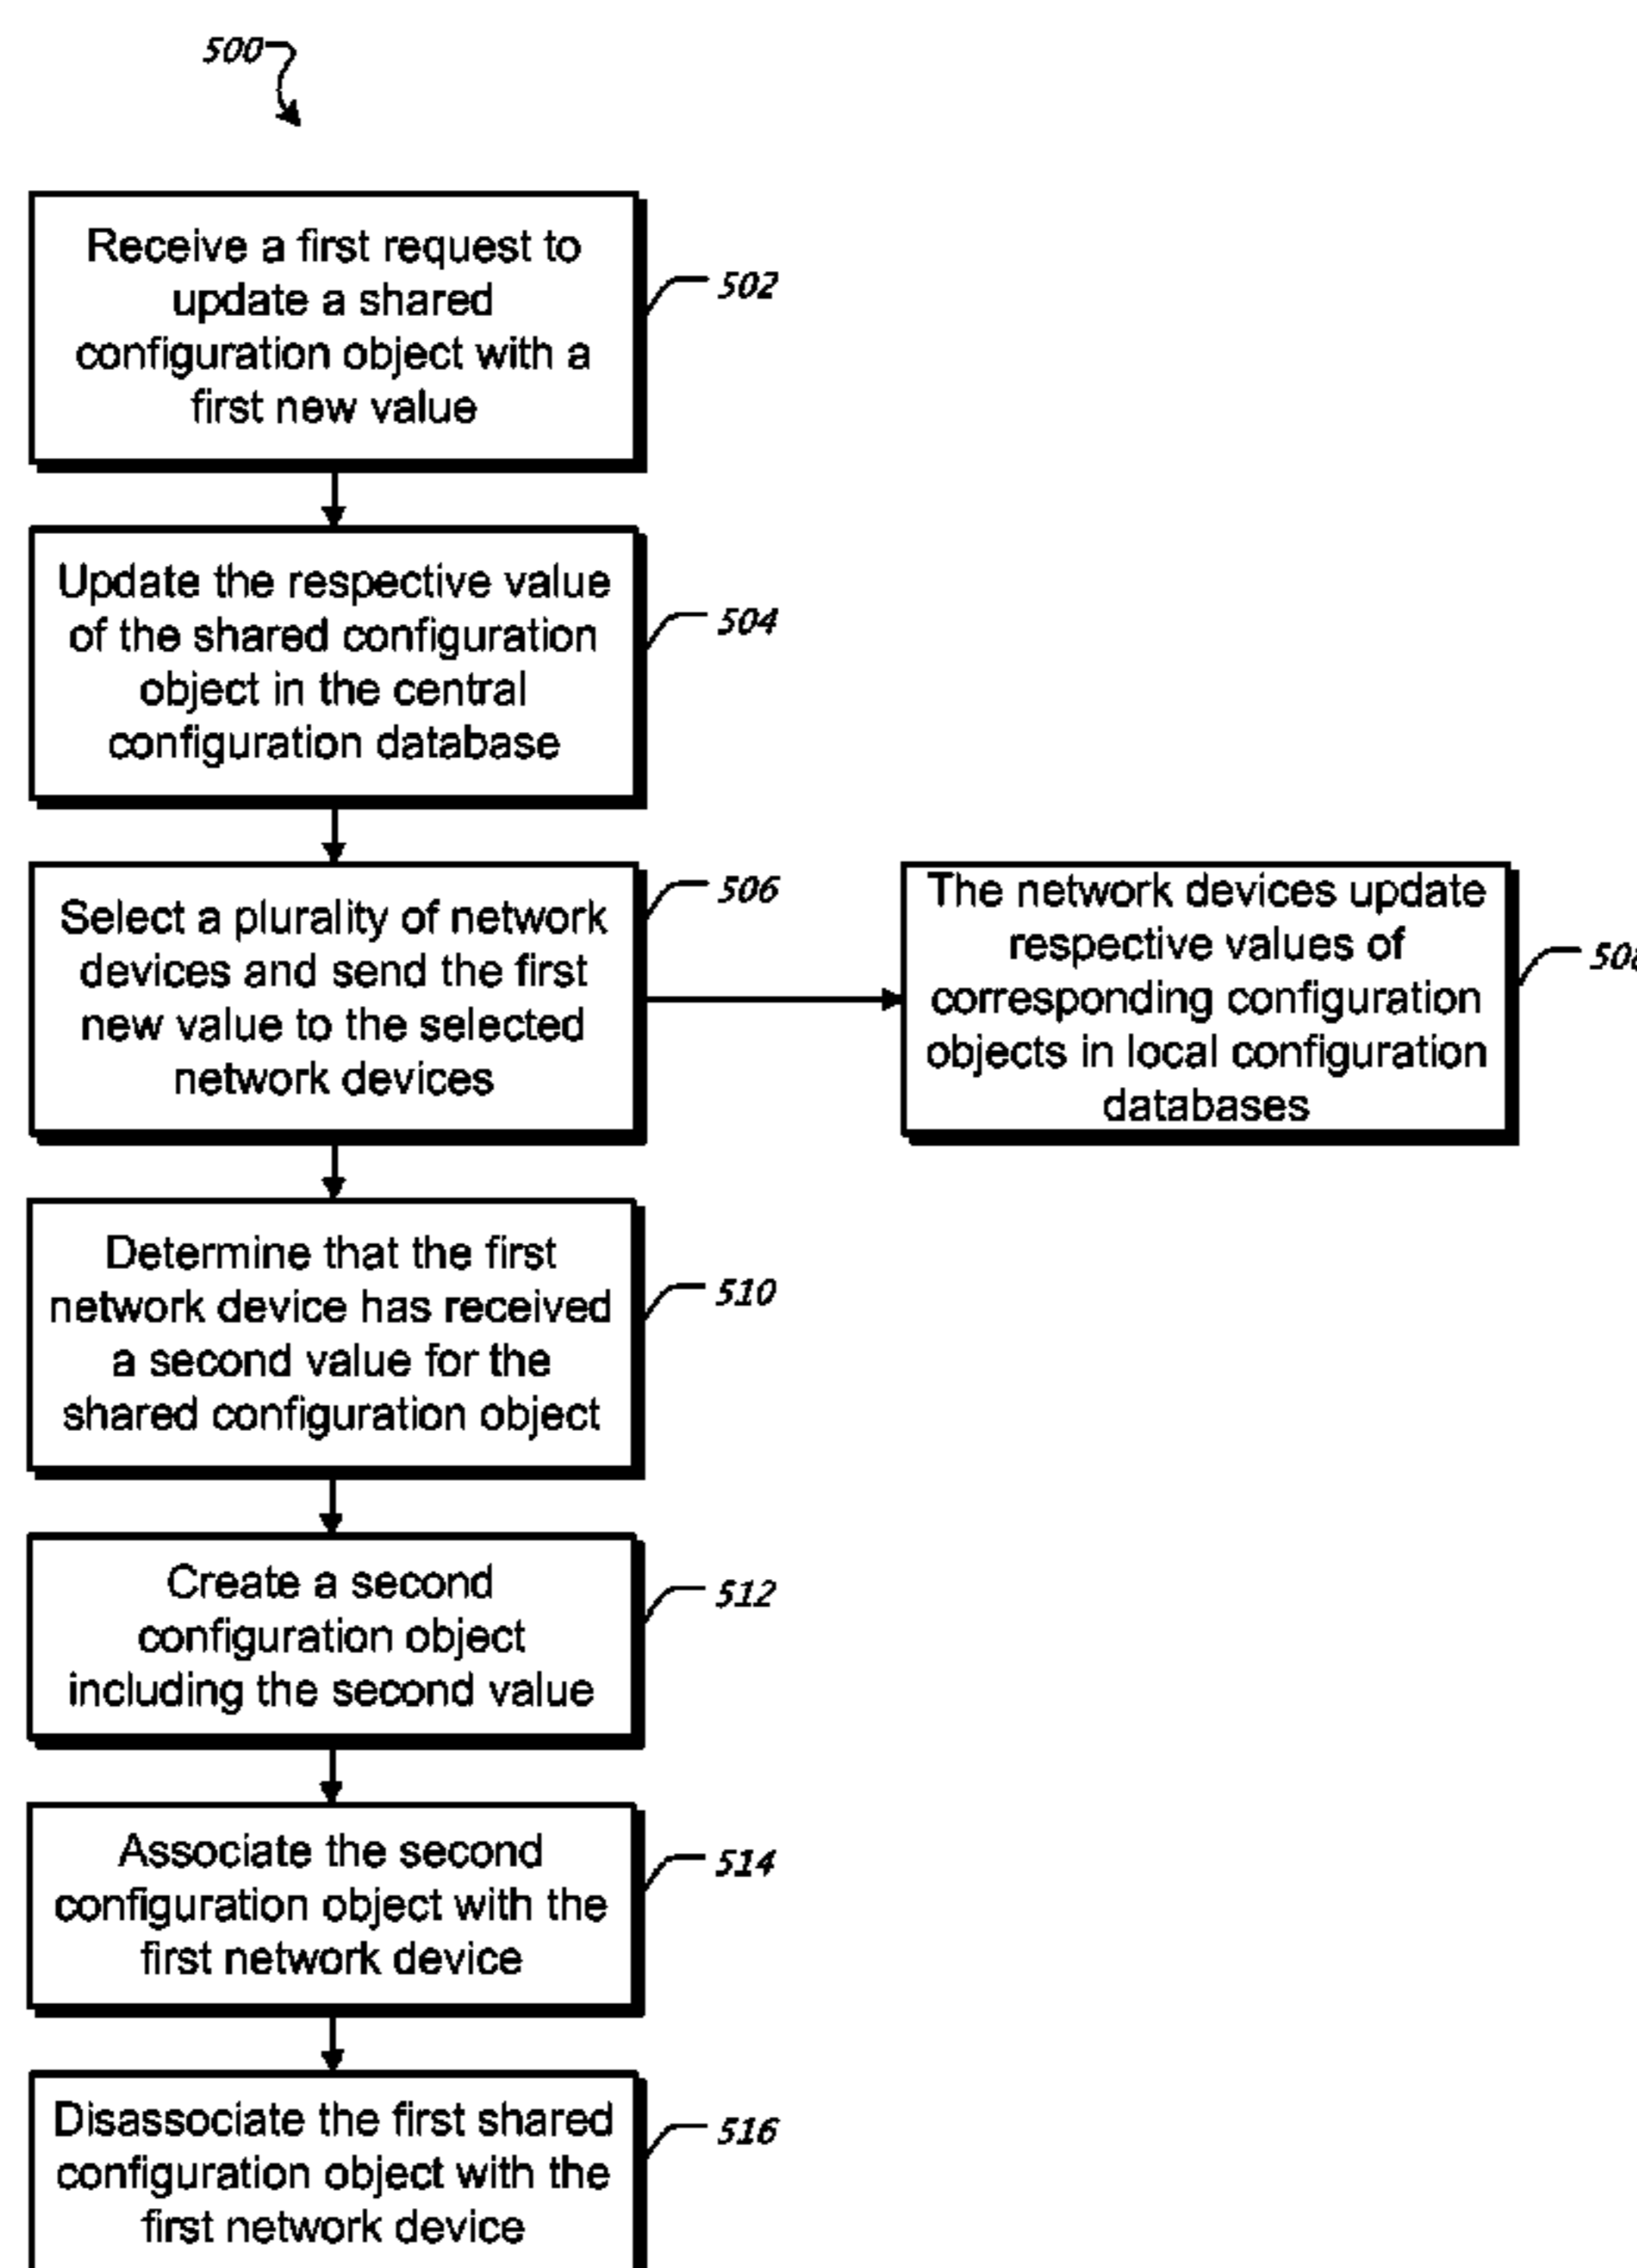 500
Receive a first request to
update a shared
configuration object with a
first new value
502
Update the respective value
of the shared configuration
object in the central
configuration database
504
Select a plurality of network
devices and send the first
new value to the selected
network devices
506
The network devices update
respective values of
corresponding configuration
objects in local configuration
databases
508
Determine that the first
network device has received
a second value for the
shared configuration object
510
Create a second
configuration object
including the second value
512
Associate the second
configuration object with the
first network device
514
Disassociate the first shared
configuration object with the
first network device
516